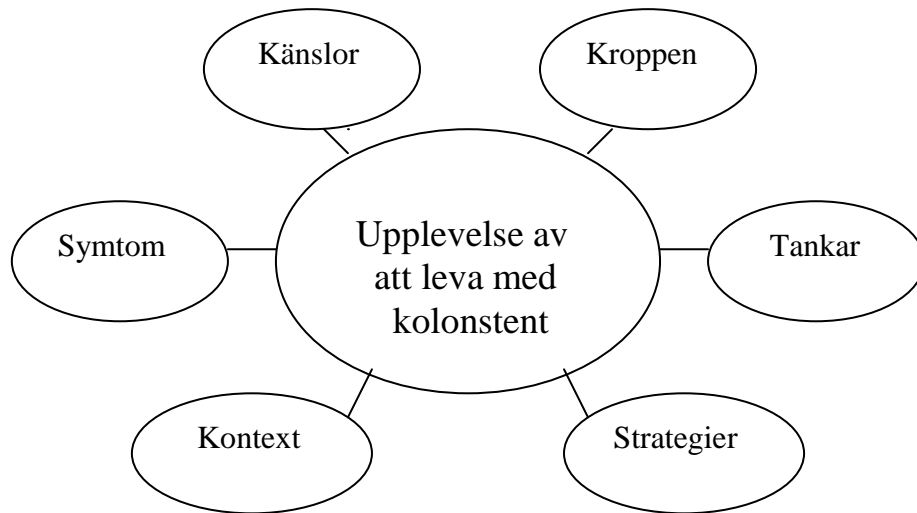 Känslor
Kroppen
Symtom
Upplevelse av
att leva med
kolonstent
Tankar
Kontext
Strategier